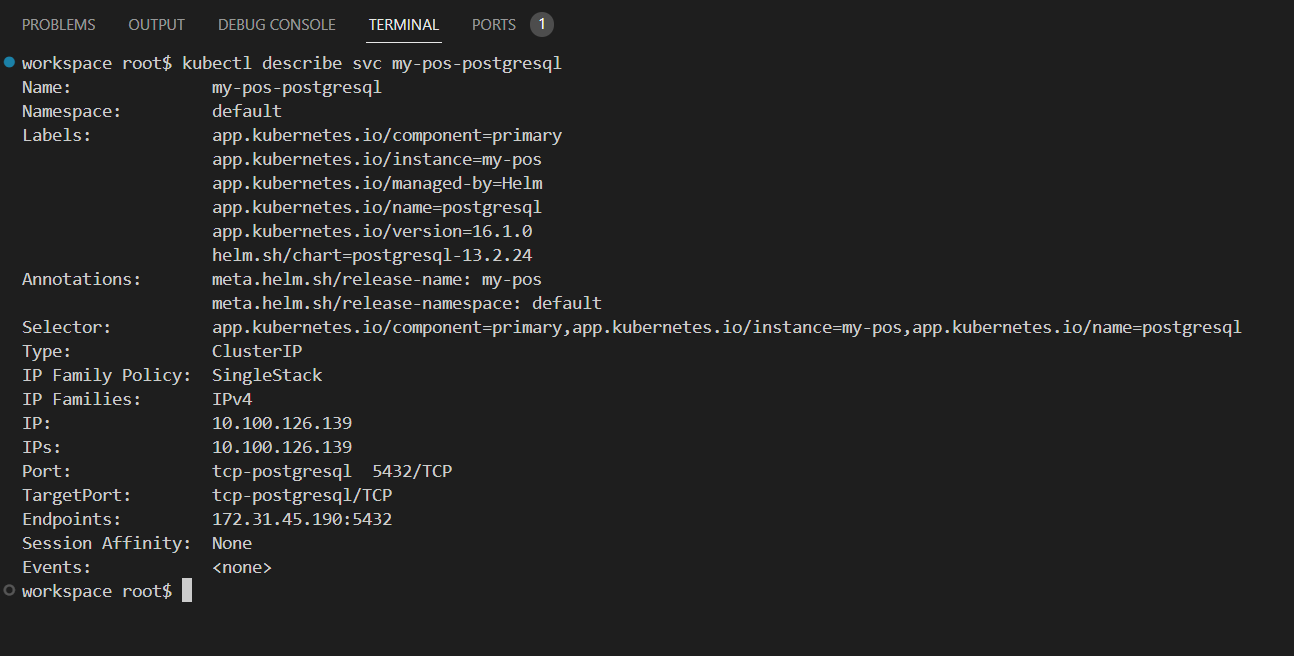 PROBLEMS OUTPUT DEBUG CONSOLE TERMINAL PORTS 1
workspace root$ kubectl describe svc my-pos-postgresql
Name: my-pos-postgresql
Namespace: default
Labels: app.kubernetes.io/component=primary
app.kubernetes.io/instance=my-pos
app.kubernetes.io/managed-by=Helm
app.kubernetes.io/name=postgresql
app.kubernetes.io/version=16.1.0
helm.sh/chart=postgresql-13.2.24
Annotations: meta.helm.sh/release-name: my-pos
meta.helm.sh/release-namespace: default
Selector: app.kubernetes.io/component=primary,app.kubernetes.io/instance=my-pos,app.kubernetes.io/name=postgresql
Type: ClusterIP
IP Family Policy: SingleStack
IP Families: IPv4
IP: 10.100.126.139
IPs: 10.100.126.139
Port: tcp-postgresql 5432/TCP
TargetPort: tcp-postgresql/TCP
Endpoints: 172.31.45.190:5432
Session Affinity: None
Events: <none>
workspace root$